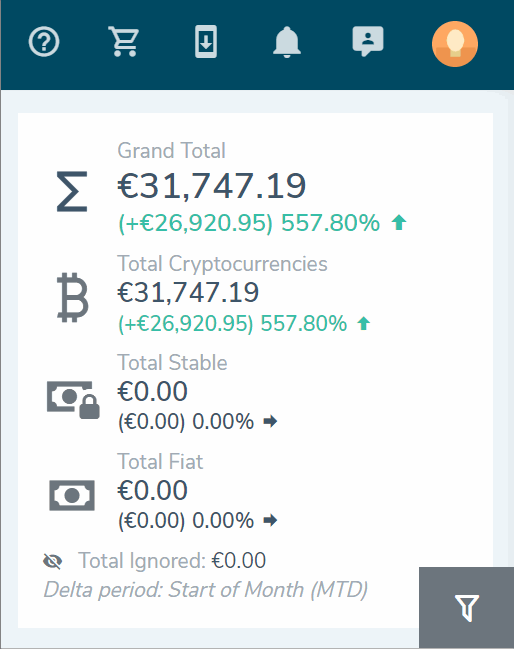 Grand Total
€31,747.19
(+€26,920.95) 557.80%
Total Cryptocurrencies
€31,747.19
(+€26,920.95) 557.80%
Total Stable
€0.00
(€0.00) 0.00%
Total Fiat
€0.00
(€0.00) 0.00%
Total Ignored: €0.00
Delta period: Start of Month (MTD)